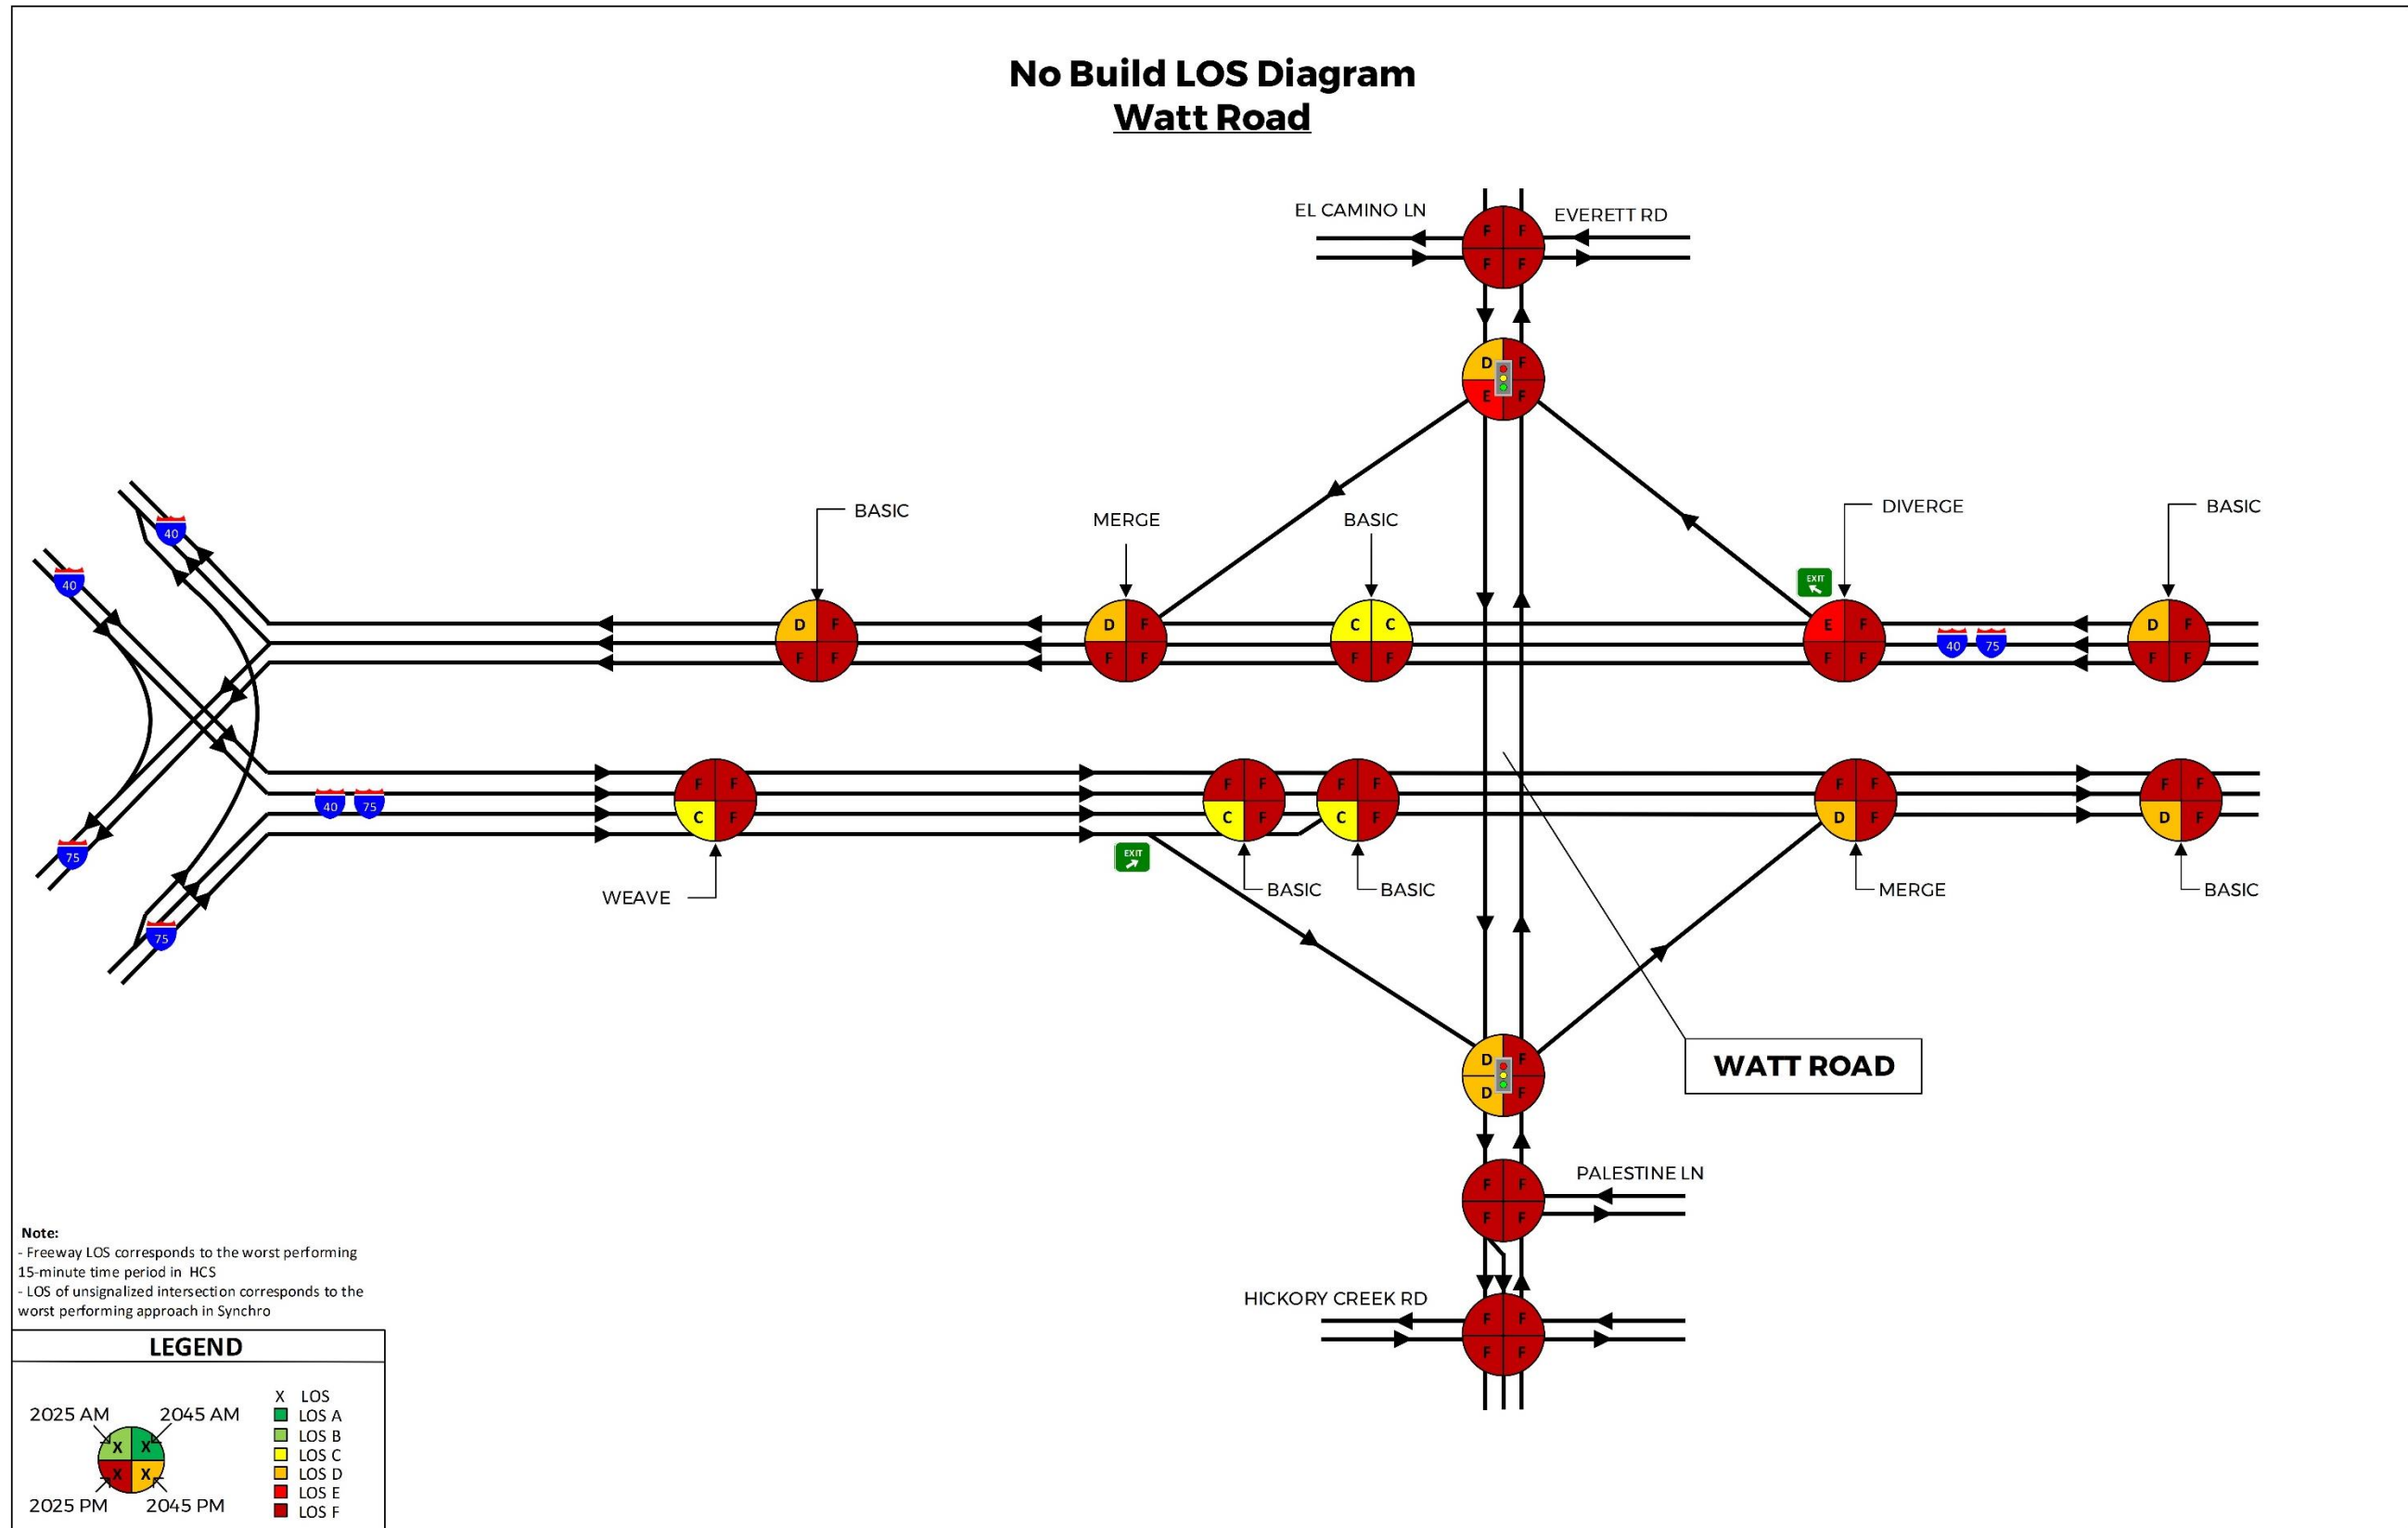 No Build LOS Diagram
Watt Road
EL CAMINO LN
EVERETT RD
F F
F F
D F
E F
BASIC
MERGE
BASIC
DIVERGE
BASIC
40
40
EXIT
D F
F F
D F
F F
C C
F F
E F
F F
40 75
D F
F F
40 75
F F
C F
F F
C F
F F
C F
F F
D F
F F
D F
75
EXIT
WEAVE
BASIC
BASIC
MERGE
BASIC
75
D F
D F
WATT ROAD
PALESTINE LN
F F
F F
HICKORY CREEK RD
F F
F F
Note:
- Freeway LOS corresponds to the worst performing
15-minute time period in HCS
- LOS of unsignalized intersection corresponds to the
worst performing approach in Synchro
LEGEND
2025 AM
2045 AM
X X
X X
2025 PM
2045 PM
X LOS
LOS A
LOS B
LOS C
LOS D
LOS E
LOS F